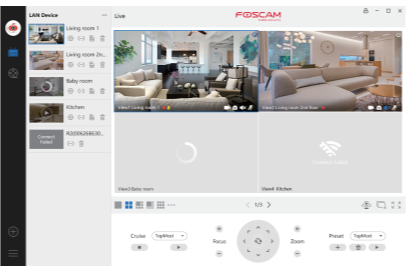 LAN Device
Live
FOSCAM
Living room 1
Living room 2n...
Baby room
Kitchen
Connect
Failed
View1 Living room 1
View2 Living room 2nd floor
Connect Failed
View3 Baby room
View4 Kitchen
1/3
Cruise
TopMost
Focus
Zoom
Preset
TopMost